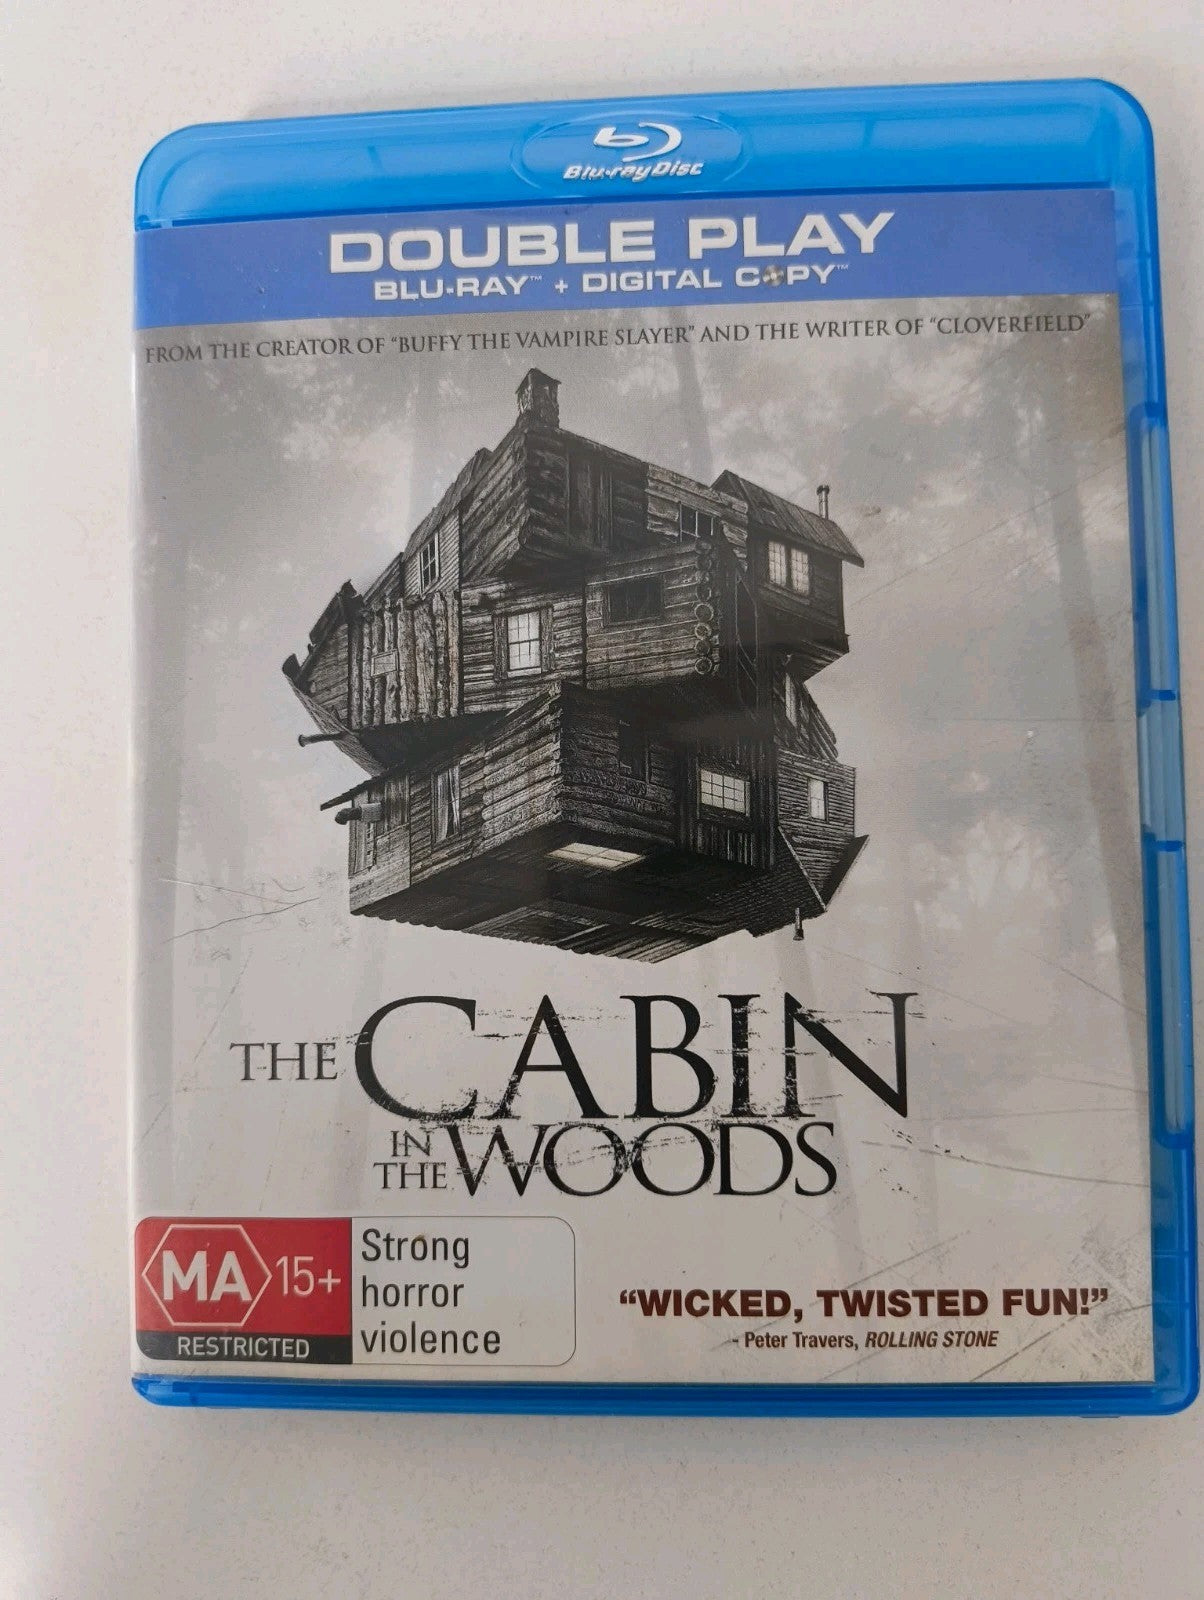 Blu-ray Disc
DOUBLE PLAY
BLU-RAY™ + DIGITAL COPY™
FROM THE CREATOR OF "BUFFY THE VAMPIRE SLAYER" AND THE WRITER OF "CLOVERFIELD"
THE CABIN
IN THE WOODS
MA 15+
RESTRICTED
Strong
horror
violence
“WICKED, TWISTED FUN!”
- Peter Travers, ROLLING STONE